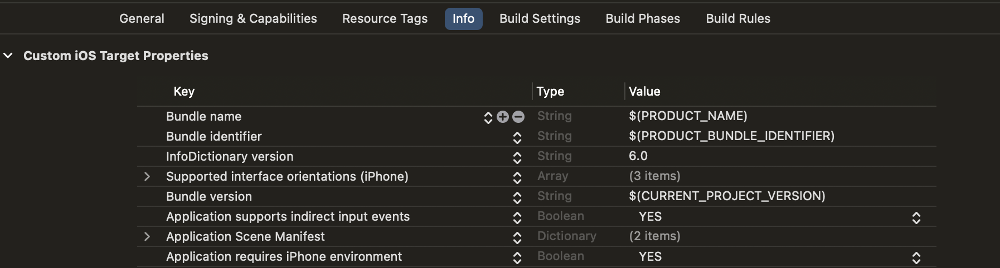 General Signing & Capabilities Resource Tags Info Build Settings Build Phases Build Rules
Custom iOS Target Properties
Key Type Value
Bundle name String $(PRODUCT_NAME)
Bundle identifier String $(PRODUCT_BUNDLE_IDENTIFIER)
InfoDictionary version String 6.0
Supported interface orientations (iPhone) Array (3 items)
Bundle version String $(CURRENT_PROJECT_VERSION)
Application supports indirect input events Boolean YES
Application Scene Manifest Dictionary (2 items)
Application requires iPhone environment Boolean YES